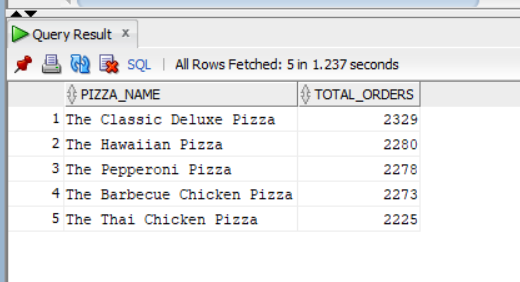 Query Result x
SQL | All Rows Fetched: 5 in 1.237 seconds
PIZZA_NAME TOTAL_ORDERS
1 The Classic Deluxe Pizza 2329
2 The Hawaiian Pizza 2280
3 The Pepperoni Pizza 2278
4 The Barbecue Chicken Pizza 2273
5 The Thai Chicken Pizza 2225